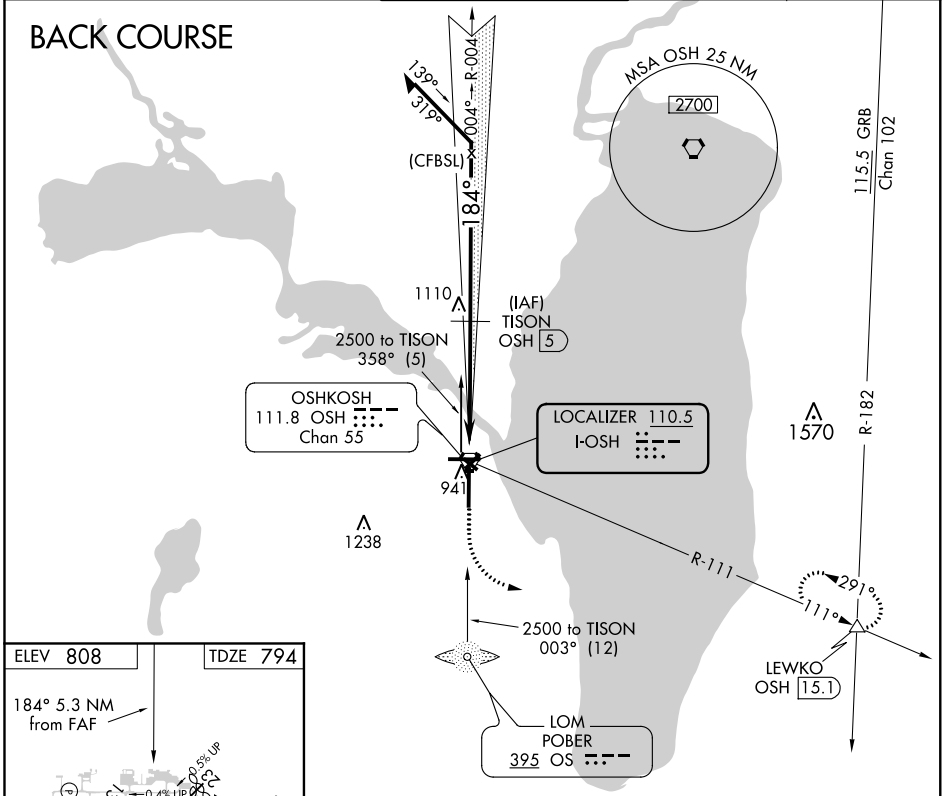 BACK COURSE
139°
319°
004° R-004
(CFBSL)
184°
MSA OSH 25 NM
2700
115.5 GRB
Chan 102
1110
(IAF)
TISON
OSH 5
2500 to TISON
358° (5)
OSHKOSH
111.8 OSH
Chan 55
LOCALIZER 110.5
I-OSH
1570
R-182
941
1238
R-111
291°
111°
2500 to TISON
003° (12)
LEWKO
OSH 15.1
LOM
POBER
395 OS
ELEV 808
TDZE 794
184° 5.3 NM
from FAF
0.5% UP
0.4% UP
P